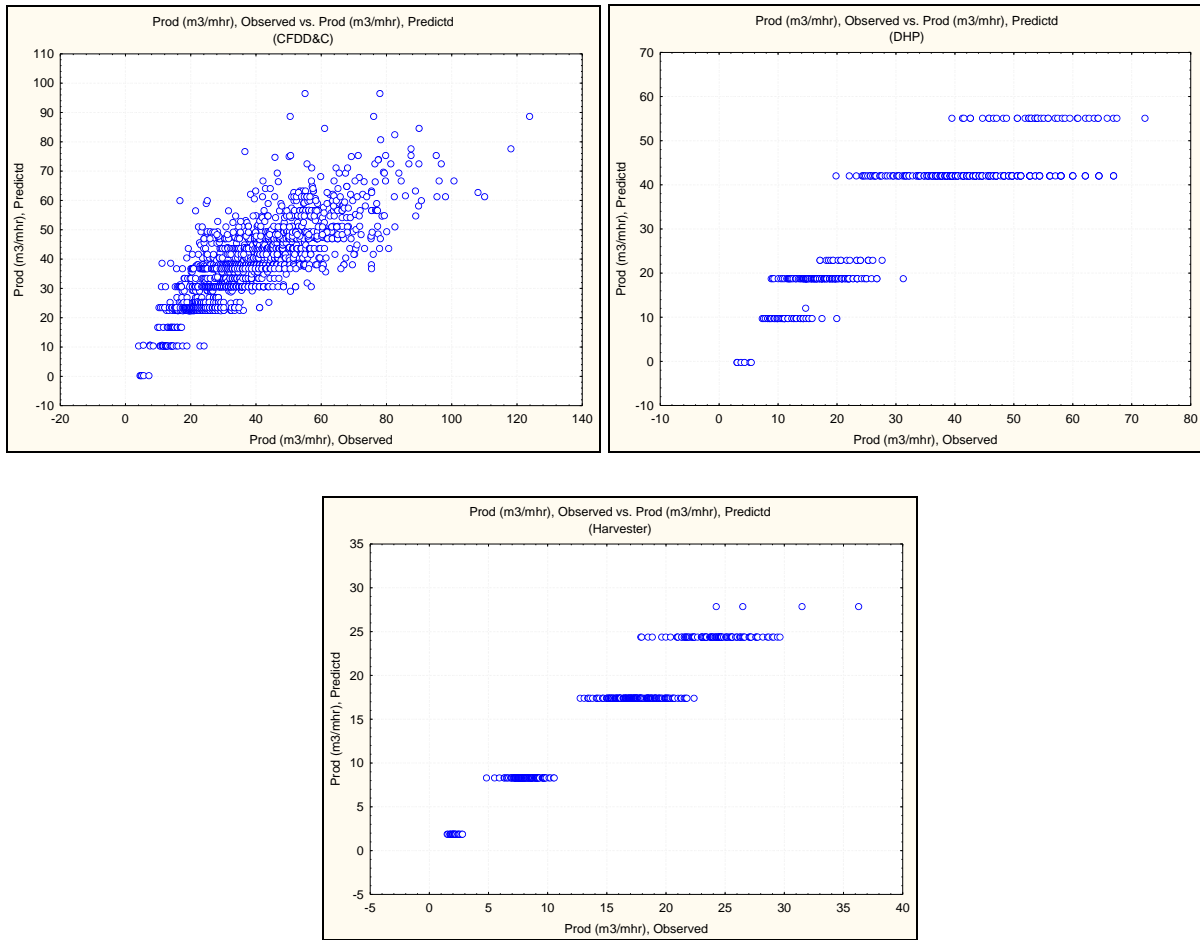 Prod (m3/mhr), Observed vs. Prod (m3/mhr), Predictd
(CFDD&C)
110
100
90
80
70
60
50
40
30
20
10
0
-10
Prod (m3/mhr), Predictd
-20 0 20 40 60 80 100 120 140
Prod (m3/mhr), Observed
Prod (m3/mhr), Observed vs. Prod (m3/mhr), Predictd
(DHP)
70
60
50
40
30
20
10
0
-10
Prod (m3/mhr), Predictd
-10 0 10 20 30 40 50 60 70 80
Prod (m3/mhr), Observed
Prod (m3/mhr), Observed vs. Prod (m3/mhr), Predictd
(Harvester)
35
30
25
20
15
10
5
0
-5
Prod (m3/mhr), Predictd
-5 0 5 10 15 20 25 30 35 40
Prod (m3/mhr), Observed